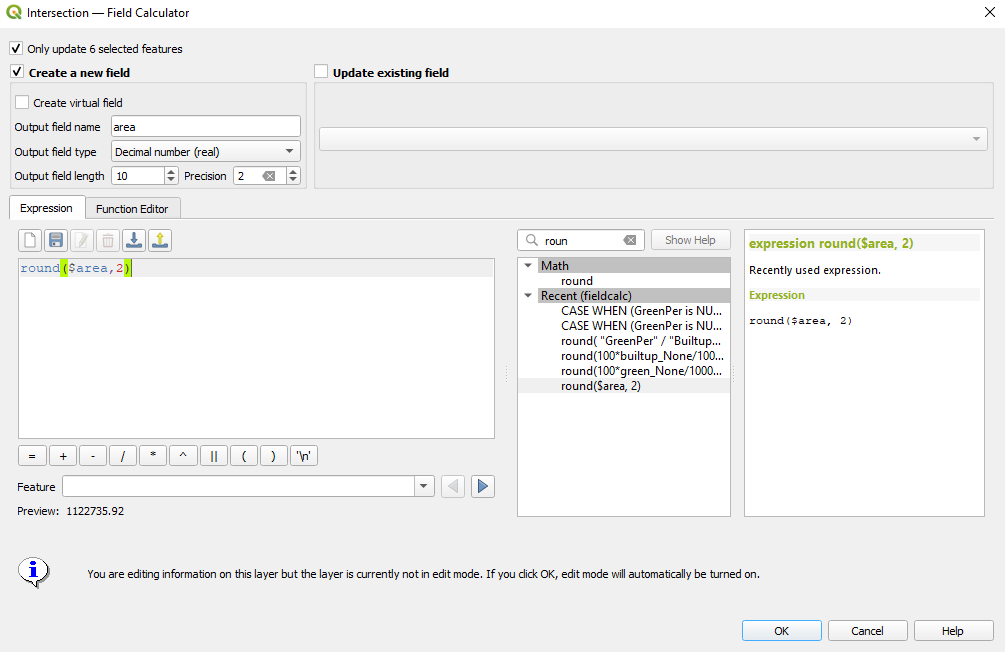 Intersection — Field Calculator
Only update 6 selected features
Create a new field
Update existing field
Create virtual field
Output field name area
Output field type Decimal number (real)
Output field length 10 Precision 2
Expression Function Editor
round($area,2)
= + - / * ^ || ( ) '\n'
Feature
Preview: 1122735.92
roun Show Help
Math
round
Recent (fieldcalc)
CASE WHEN (GreenPer is NU...
CASE WHEN (GreenPer is NU...
round( "GreenPer" / "Builtup...
round(100*builtup_None/100...
round(100*green_None/1000...
round($area, 2)
expression round($area, 2)
Recently used expression.
Expression
round($area, 2)
You are editing information on this layer but the layer is currently not in edit mode. If you click OK, edit mode will automatically be turned on.
OK Cancel Help